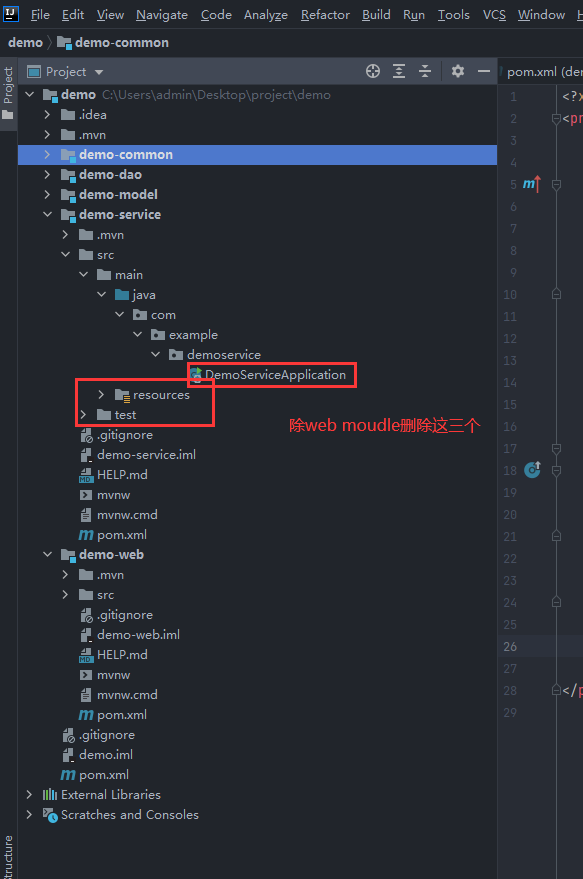 File Edit View Navigate Code Analyze Refactor Build Run Tools VCS Window
demo demo-common
Project
Project
pom.xml (de
demo C:\Users\admin\Desktop\project\demo
.idea
.mvn
demo-common
demo-dao
demo-model
demo-service
.mvn
src
main
java
com
example
demoservice
DemoServiceApplication
resources
test
除web moudle删除这三个
.gitignore
demo-service.iml
HELP.md
mvnw
mvnw.cmd
pom.xml
demo-web
.mvn
src
.gitignore
demo-web.iml
HELP.md
mvnw
mvnw.cmd
pom.xml
.gitignore
demo.iml
pom.xml
External Libraries
Scratches and Consoles
1
2
3
4
5
6
7
8
9
10
11
12
13
14
15
16
17
18
19
20
21
22
23
24
25
26
27
28
29
<?x
<pr
</p
tructure